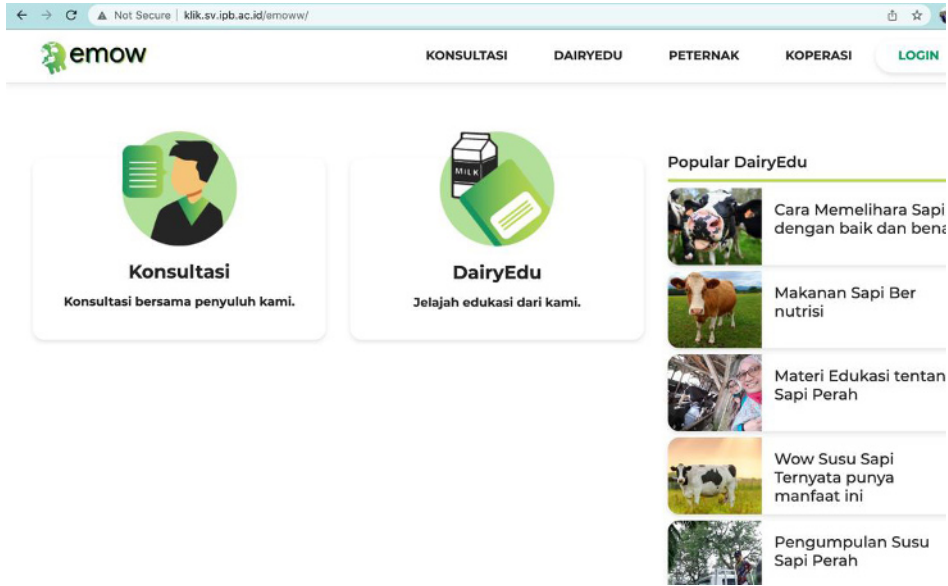 Not Secure | klik.sv.ipb.ac.id/emoww/
emow
KONSULTASI DAIRYEDU PETERNAK KOPERASI LOGIN
MILK
Konsultasi
Konsultasi bersama penyuluh kami.
DairyEdu
Jelajah edukasi dari kami.
Popular DairyEdu
Cara Memelihara Sapi
dengan baik dan bena
Makanan Sapi Ber
nutrisi
Materi Edukasi tentan
Sapi Perah
Wow Susu Sapi
Ternyata punya
manfaat ini
Pengumpulan Susu
Sapi Perah